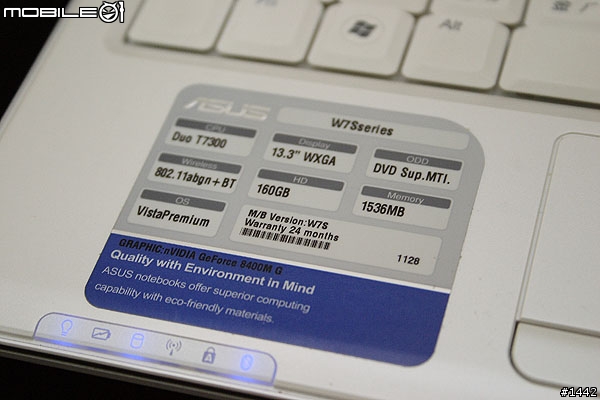 MOBILE01
Fn
Alt
ASUS
W7Sseries
CPU
Duo T7300
Display
13.3" WXGA
ODD
DVD Sup.MTI.
Wireless
802.11abgn+BT
HD
160GB
Memory
1536MB
OS
VistaPremium
M/B Version:W7S
Warranty 24 months
1128
GRAPHIC:nVIDIA GeForce 8400M G
Quality with Environment in Mind
ASUS notebooks offer superior computing
capability with eco-friendly materials.
A
#1442